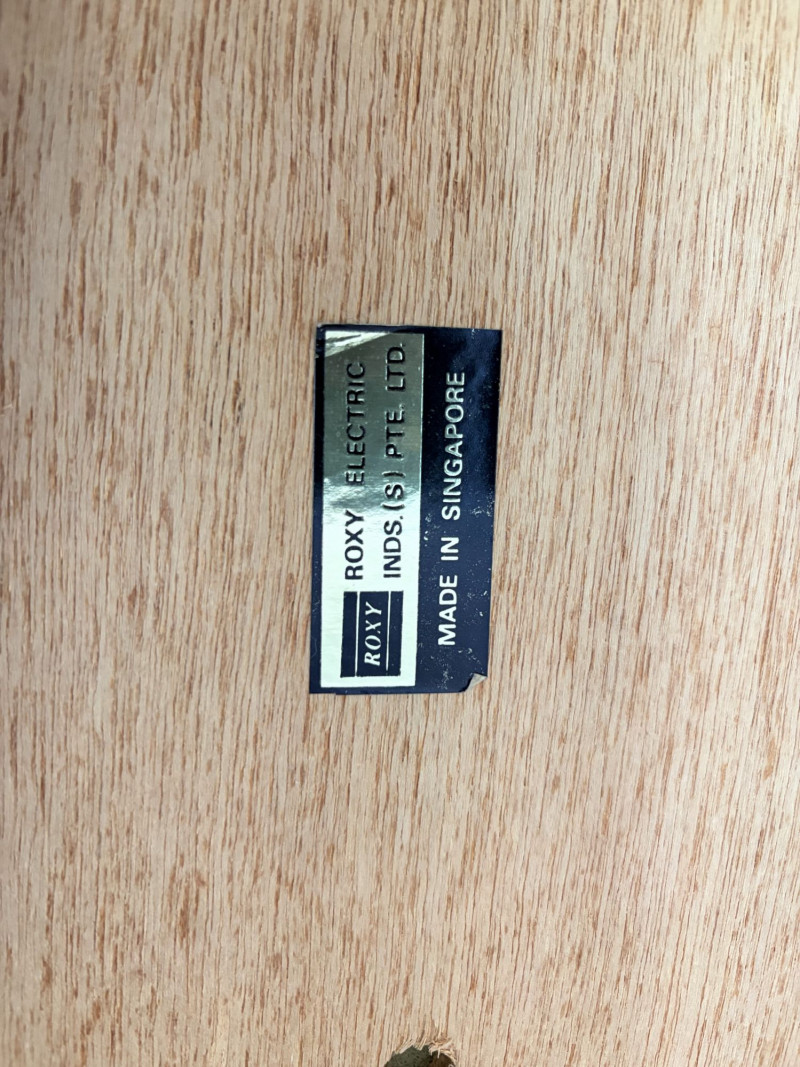 ROXY
ROXY ELECTRIC
INDS.(S) PTE. LTD.
MADE IN SINGAPORE